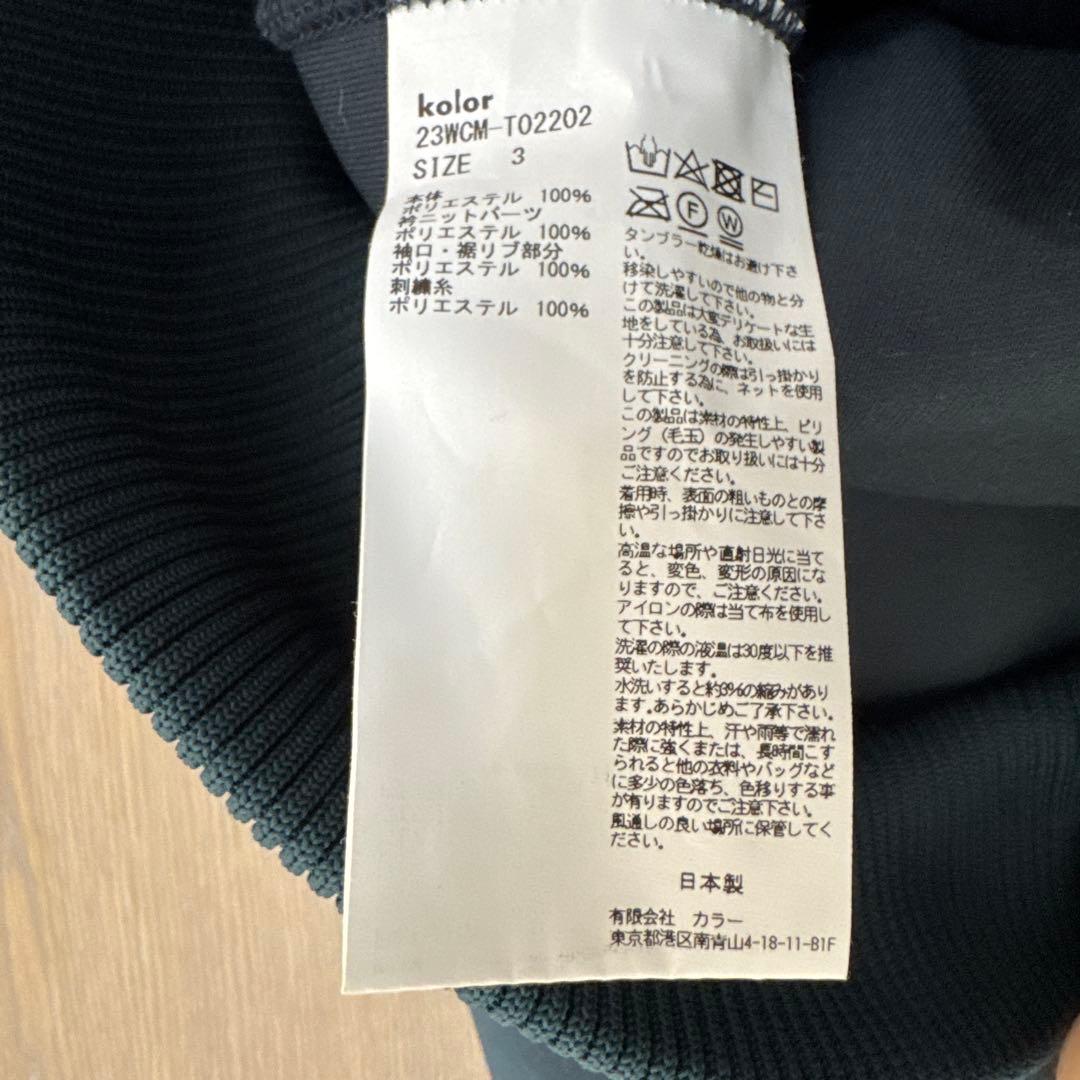 kolor
23WCM-T02202
SIZE 3
本体
ポリエステル 100%
衿ニットパーツ
ポリエステル 100%
袖口・裾リブ部分
ポリエステル 100%
刺繍糸
ポリエステル 100%
F W
タンブラー乾燥はお避け下さ
い。
移染しやすいので他の物と分
けて洗濯して下さい。
この製品は大変デリケートな生
地をしている為、お取扱いには
十分注意して下さい。
クリーニングの際は引っ掛かり
を防止する為に、ネットを使用
して下さい。
この製品は素材の特性上、ピリ
ング（毛玉）の発生しやすい製
品ですのでお取り扱いには十分
ご注意ください。
着用時、表面の粗いものとの摩
擦や引っ掛かりに注意して下さ
い。
高温な場所や直射日光に当て
ると、変色、変形の原因にな
りますので、ご注意ください。
アイロンの際は当て布を使用し
て下さい。
洗濯の際の液温は30度以下を推
奨いたします。
水洗いすると約3%の縮みがあり
ます。あらかじめご了承下さい。
素材の特性上、汗や雨等で濡れ
た際に強くまたは、長時間こす
られると他の衣料やバッグなど
に多少の色落ち、色移りする事
が有りますのでご注意下さい。
風通しの良い場所に保管してく
ださい。
日本製
有限会社 カラー
東京都港区南青山4-18-11-B1F